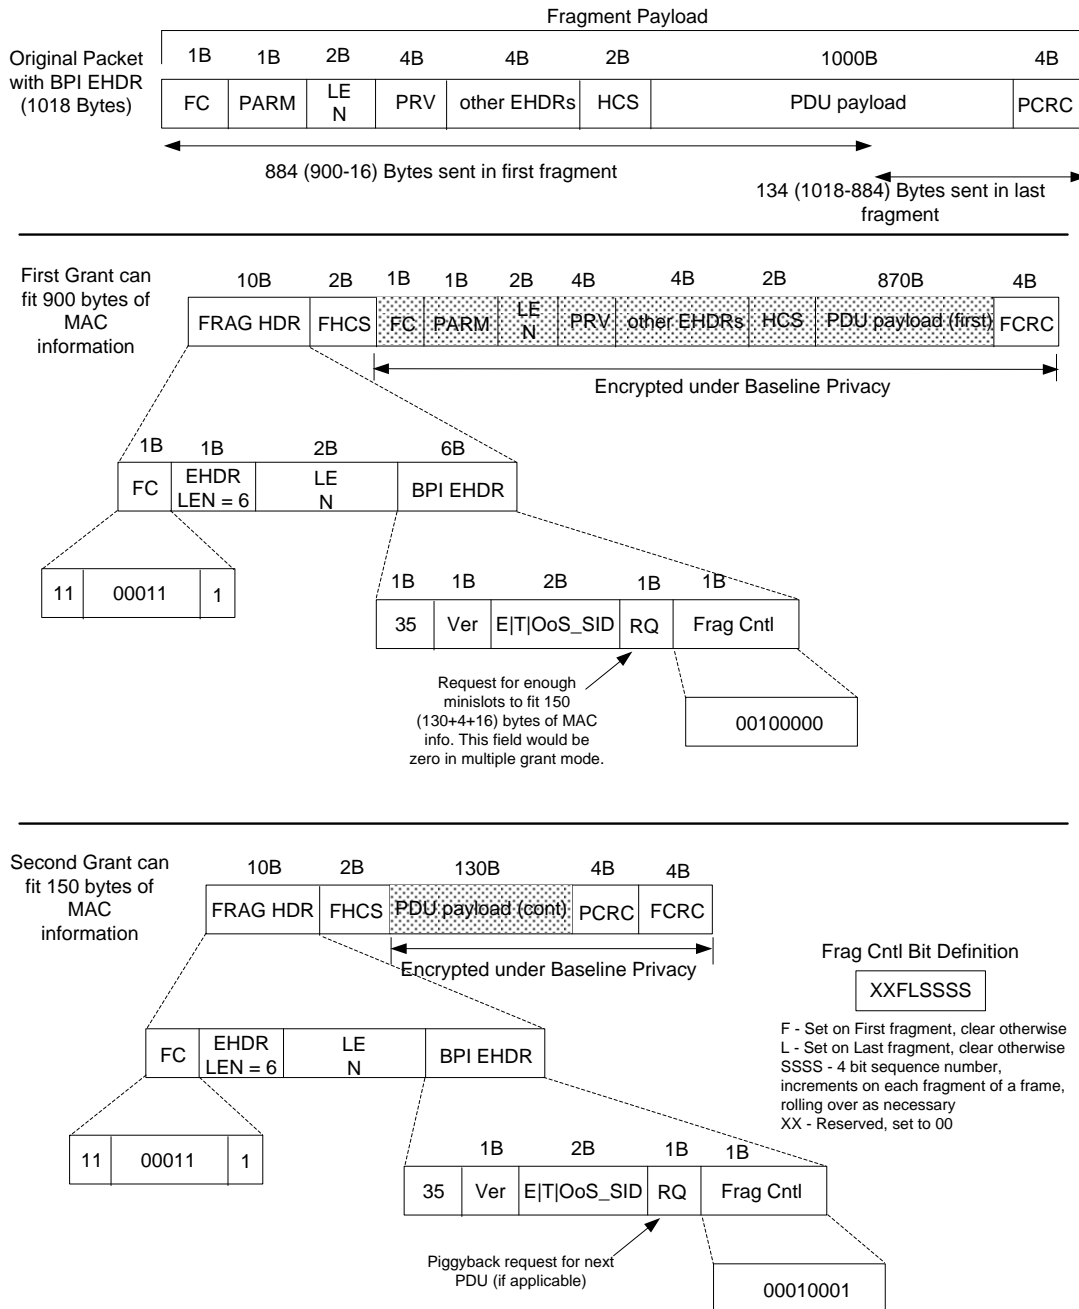 Fragment Payload
1B 1B 2B 4B 4B 2B 1000B 4B
Original Packet
with BPI EHDR
(1018 Bytes)
FC PARM LE
N PRV other EHDRs HCS PDU payload PCRC
884 (900-16) Bytes sent in first fragment
134 (1018-884) Bytes sent in last
fragment
First Grant can
fit 900 bytes of
MAC
information
10B 2B 1B 1B 2B 4B 4B 2B 870B 4B
FRAG HDR FHCS FC PARM LE
N PRV other EHDRs HCS PDU payload (first) FCRC
Encrypted under Baseline Privacy
1B 1B 2B 6B
FC EHDR
LEN = 6 LE
N BPI EHDR
11 00011 1
1B 1B 2B 1B 1B
35 Ver E|T|OoS_SID RQ Frag Cntl
Request for enough
minislots to fit 150
(130+4+16) bytes of MAC
info. This field would be
zero in multiple grant mode.
00100000
Second Grant can
fit 150 bytes of
MAC
information
10B 2B 130B 4B 4B
FRAG HDR FHCS PDU payload (cont) PCRC FCRC
Encrypted under Baseline Privacy
Frag Cntl Bit Definition
XXFLSSSS
F - Set on First fragment, clear otherwise
L - Set on Last fragment, clear otherwise
SSSS - 4 bit sequence number,
increments on each fragment of a frame,
rolling over as necessary
XX - Reserved, set to 00
FC EHDR
LEN = 6 LE
N BPI EHDR
11 00011 1
1B 2B 1B 1B
35 Ver E|T|OoS_SID RQ Frag Cntl
Piggyback request for next
PDU (if applicable)
00010001